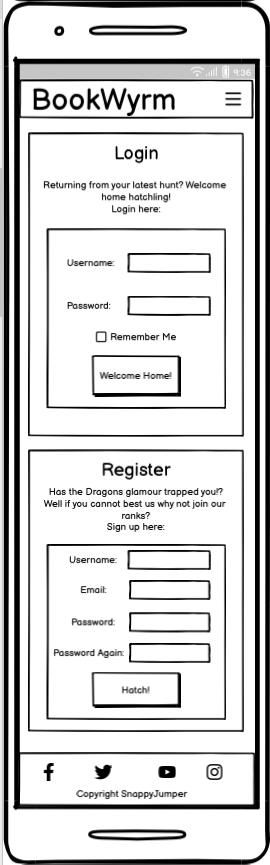 9:36
BookWyrm
Login
Returning from your latest hunt? Welcome
home hatchling!
Login here:
Username:
Password:
Remember Me
Welcome Home!
Register
Has the Dragons glamour trapped you!?
Well if you cannot best us why not join our
ranks?
Sign up here:
Username:
Email:
Password:
Password Again:
Hatch!
Copyright SnappyJumper